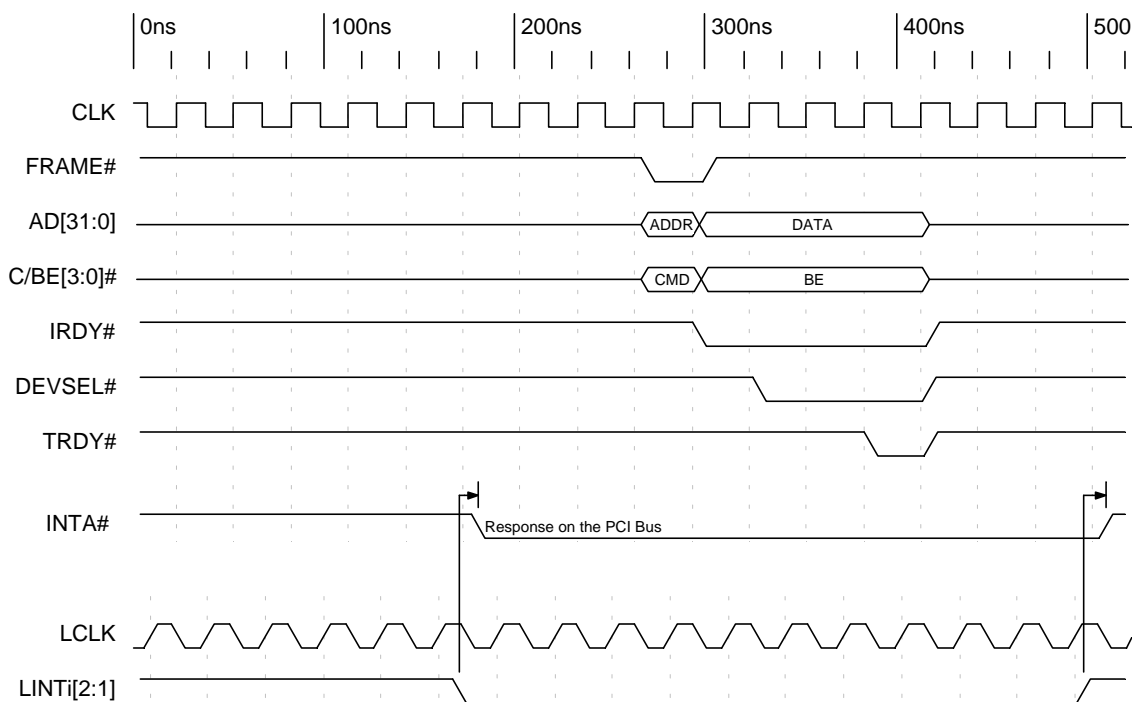 0ns 100ns 200ns 300ns 400ns 500
CLK
FRAME#
AD[31:0] ADDR DATA
C/BE[3:0]# CMD BE
IRDY#
DEVSEL#
TRDY#
INTA# Response on the PCI Bus
LCLK
LINTi[2:1]